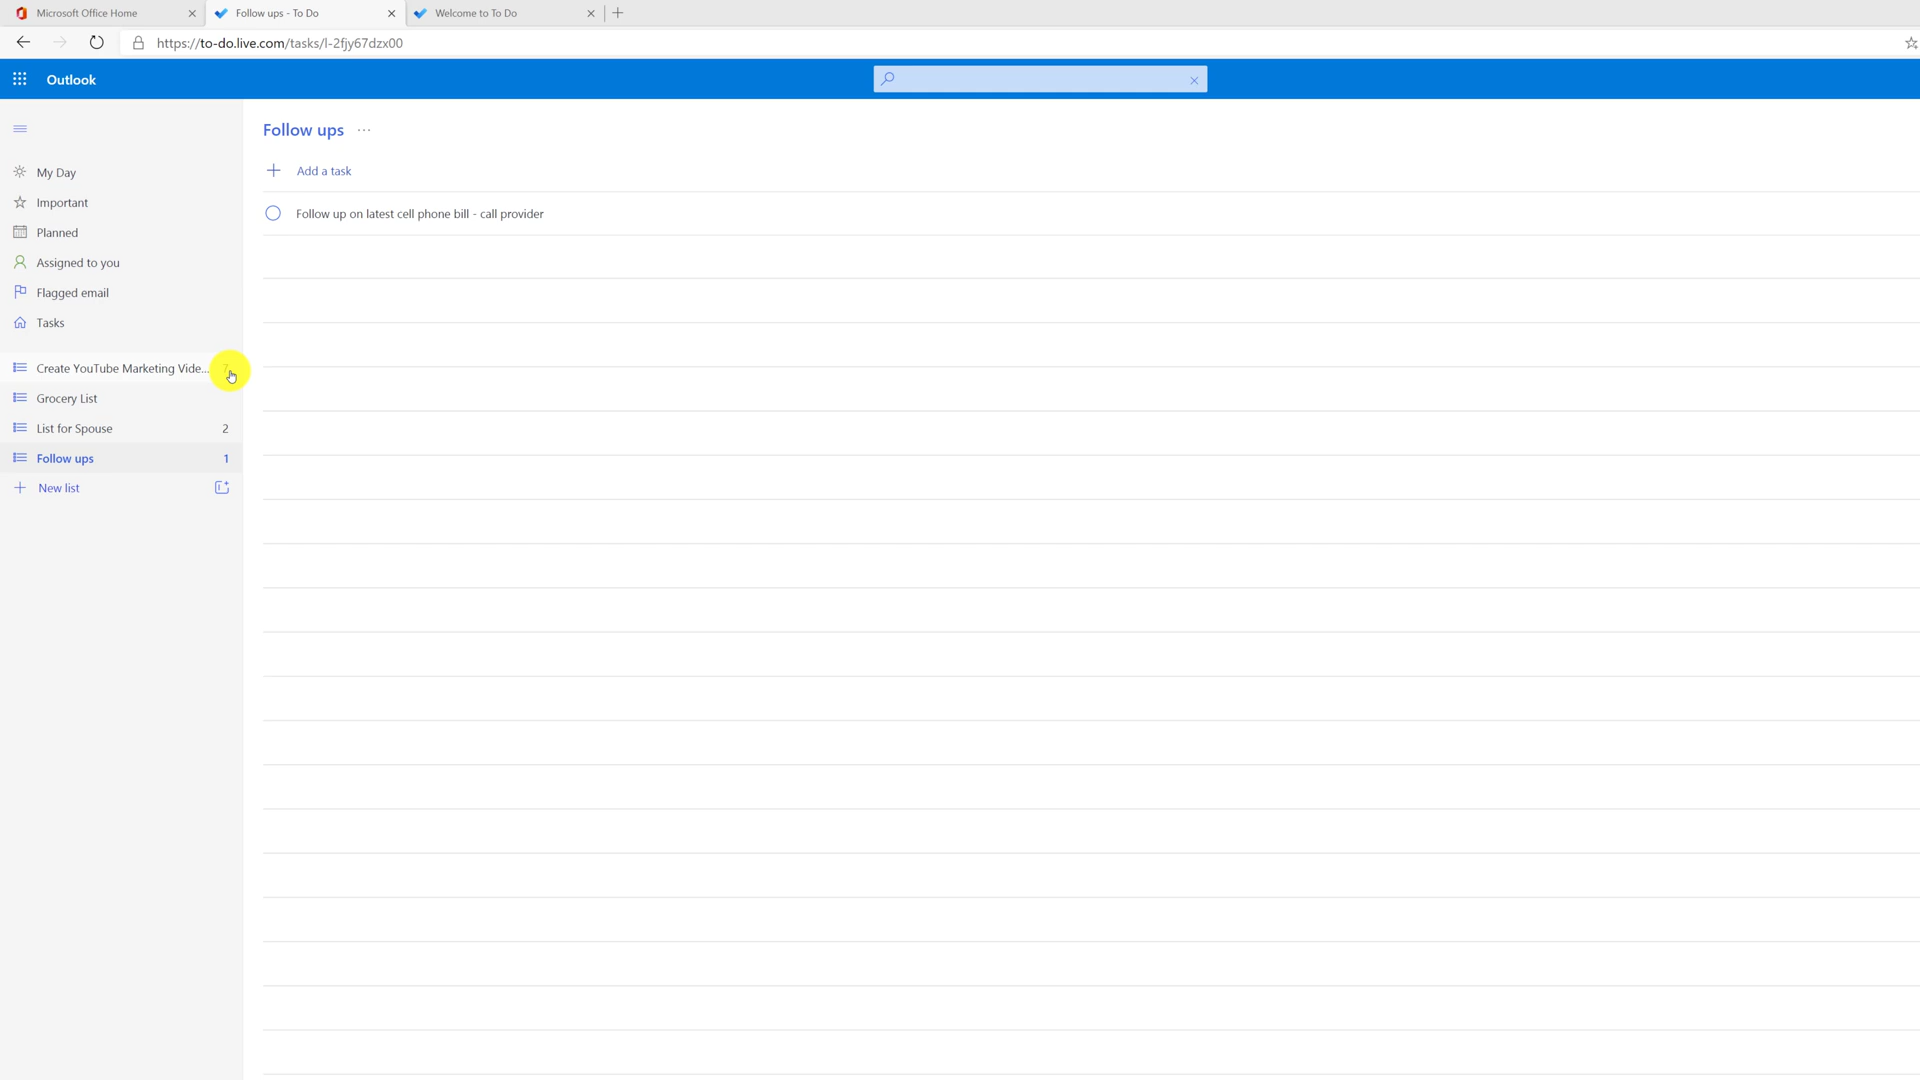 Microsoft Office Home
Follow ups - To Do
Welcome to To Do
https://to-do.live.com/tasks/l-2fjy67dzx00
Outlook
Follow ups ...
Add a task
Follow up on latest cell phone bill - call provider
My Day
Important
Planned
Assigned to you
Flagged email
Tasks
Create YouTube Marketing Vide... 7
Grocery List
List for Spouse 2
Follow ups 1
New list